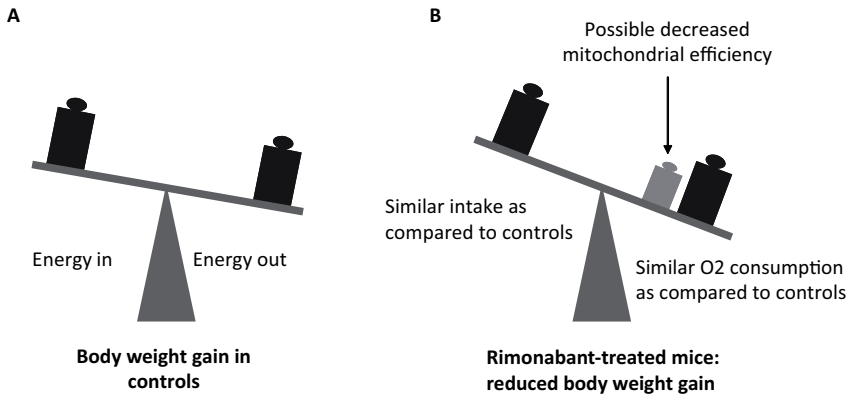 A
Energy in
Energy out
Body weight gain in
controls
B
Possible decreased
mitochondrial efficiency
Similar intake as
compared to controls
Similar O2 consumption
as compared to controls
Rimonabant-treated mice:
reduced body weight gain